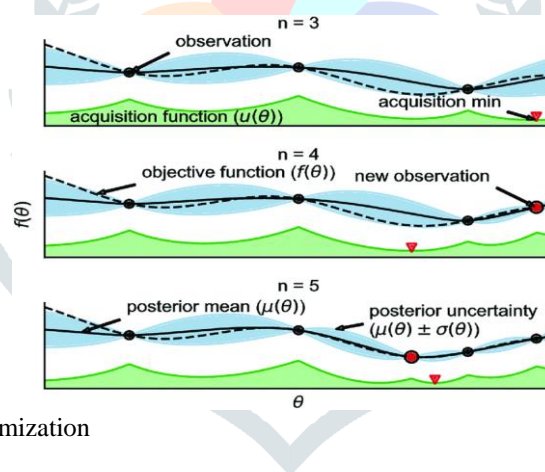 n = 3
observation
acquisition min
acquisition function (u(θ))
n = 4
objective function (f(θ))
new observation
f(θ)
n = 5
posterior mean (μ(θ))
posterior uncertainty
(μ(θ) ± σ(θ))
θ
mization